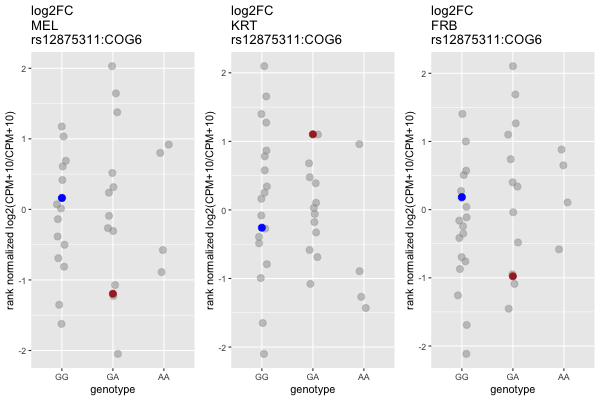 log2FC
MEL
rs12875311:COG6
rank normalized log2(CPM+10/CPM+10)
2
1
0
-1
-2
GG
GA
AA
genotype
log2FC
KRT
rs12875311:COG6
rank normalized log2(CPM+10/CPM+10)
2
1
0
-1
-2
GG
GA
AA
genotype
log2FC
FRB
rs12875311:COG6
rank normalized log2(CPM+10/CPM+10)
2
1
0
-1
-2
GG
GA
AA
genotype